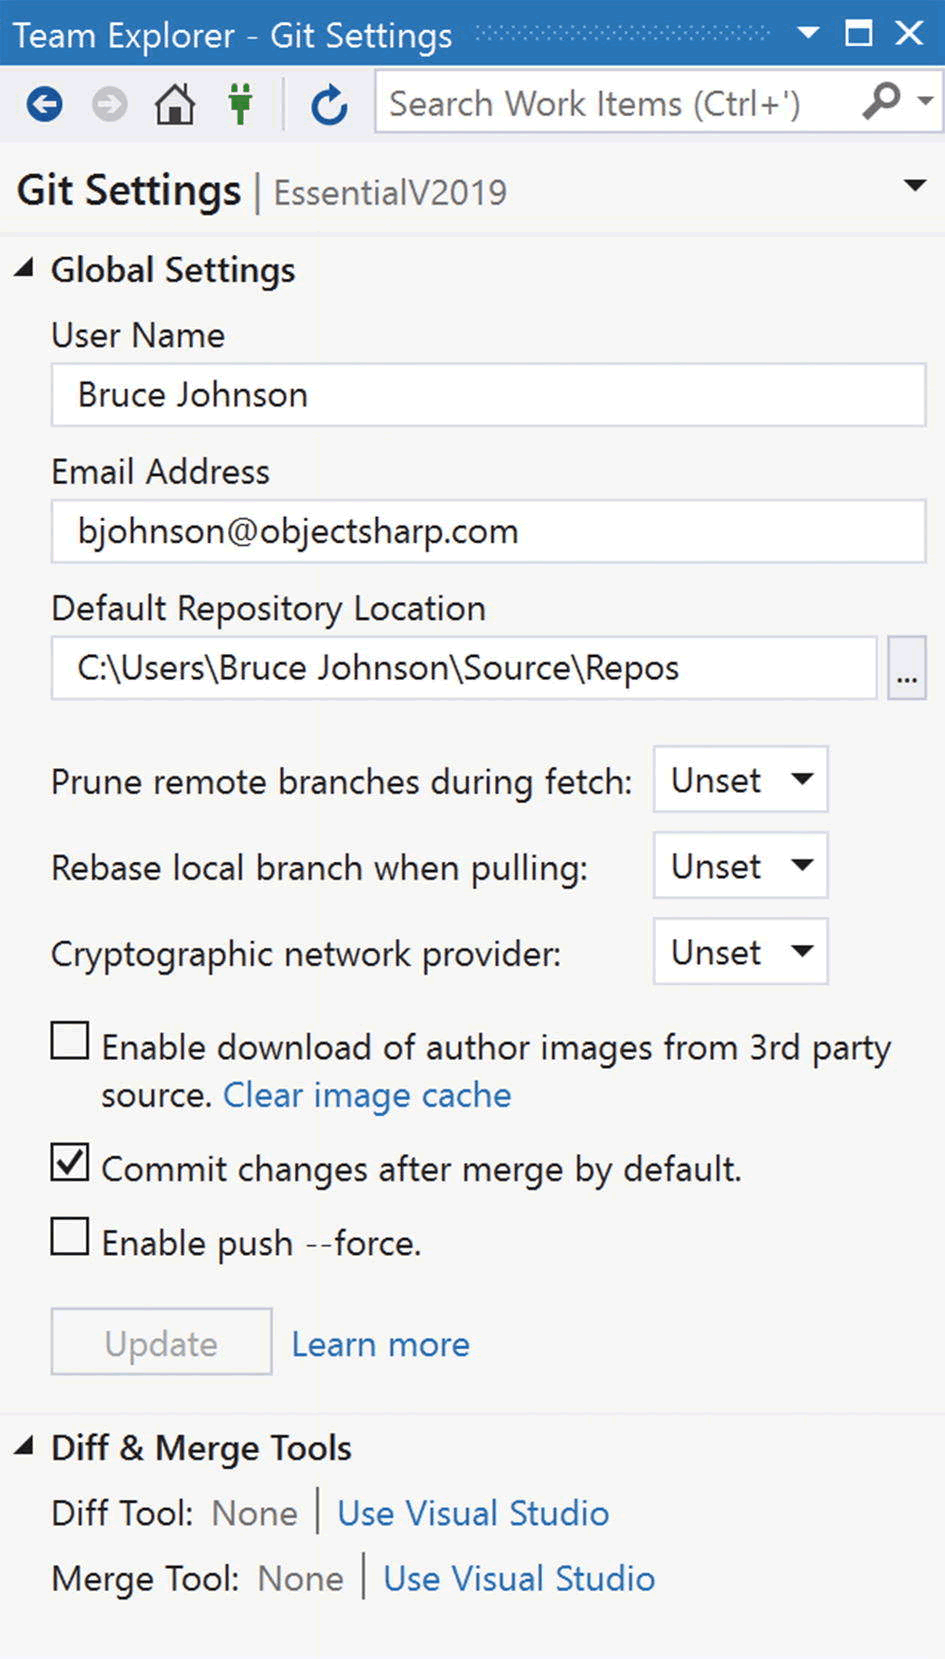 Team Explorer - Git Settings
Search Work Items (Ctrl+')
Git Settings | EssentialV2019
Global Settings
User Name
Bruce Johnson
Email Address
bjohnson@objectsharp.com
Default Repository Location
C:\Users\Bruce Johnson\Source\Repos
...
Prune remote branches during fetch: Unset
Rebase local branch when pulling: Unset
Cryptographic network provider: Unset
Enable download of author images from 3rd party
source. Clear image cache
Commit changes after merge by default.
Enable push --force.
Update Learn more
Diff & Merge Tools
Diff Tool: None | Use Visual Studio
Merge Tool: None | Use Visual Studio